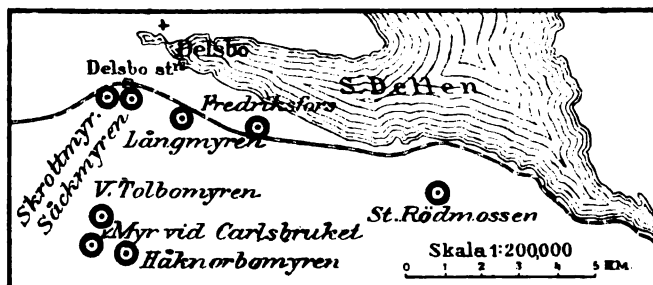 Delsbo
Delsbo stn
S. Dellen
Fredriksfors
Skrottmyr.
Säckmyren
Långmyren
V. Tolbomyren
St. Rödmossen
Myr vid Carlsbruket
Håknorbomyren
Skala 1:200,000
0 1 2 3 4 5 KM.